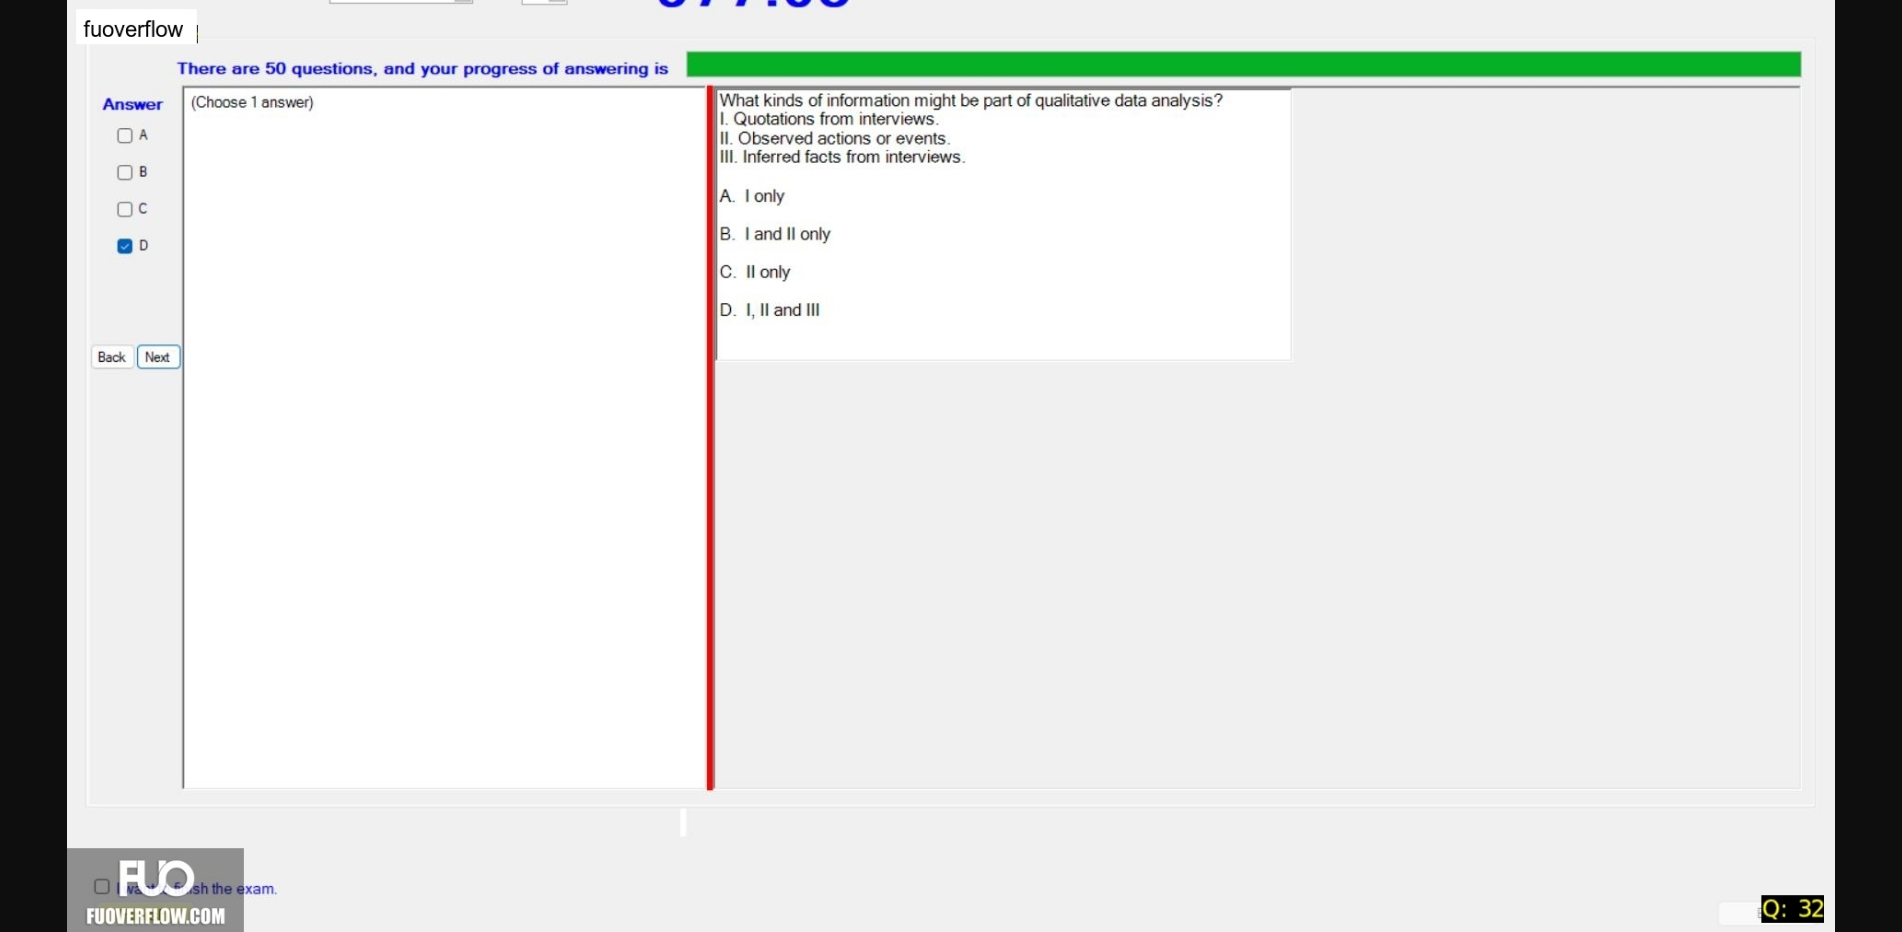 fuoverflow
There are 50 questions, and your progress of answering is
Answer
(Choose 1 answer)
A
B
C
D
Back Next
What kinds of information might be part of qualitative data analysis?
I. Quotations from interviews.
II. Observed actions or events.
III. Inferred facts from interviews.
A. I only
B. I and II only
C. II only
D. I, II and III
FUO
the exam.
FUOVERFLOW.COM
Q: 32